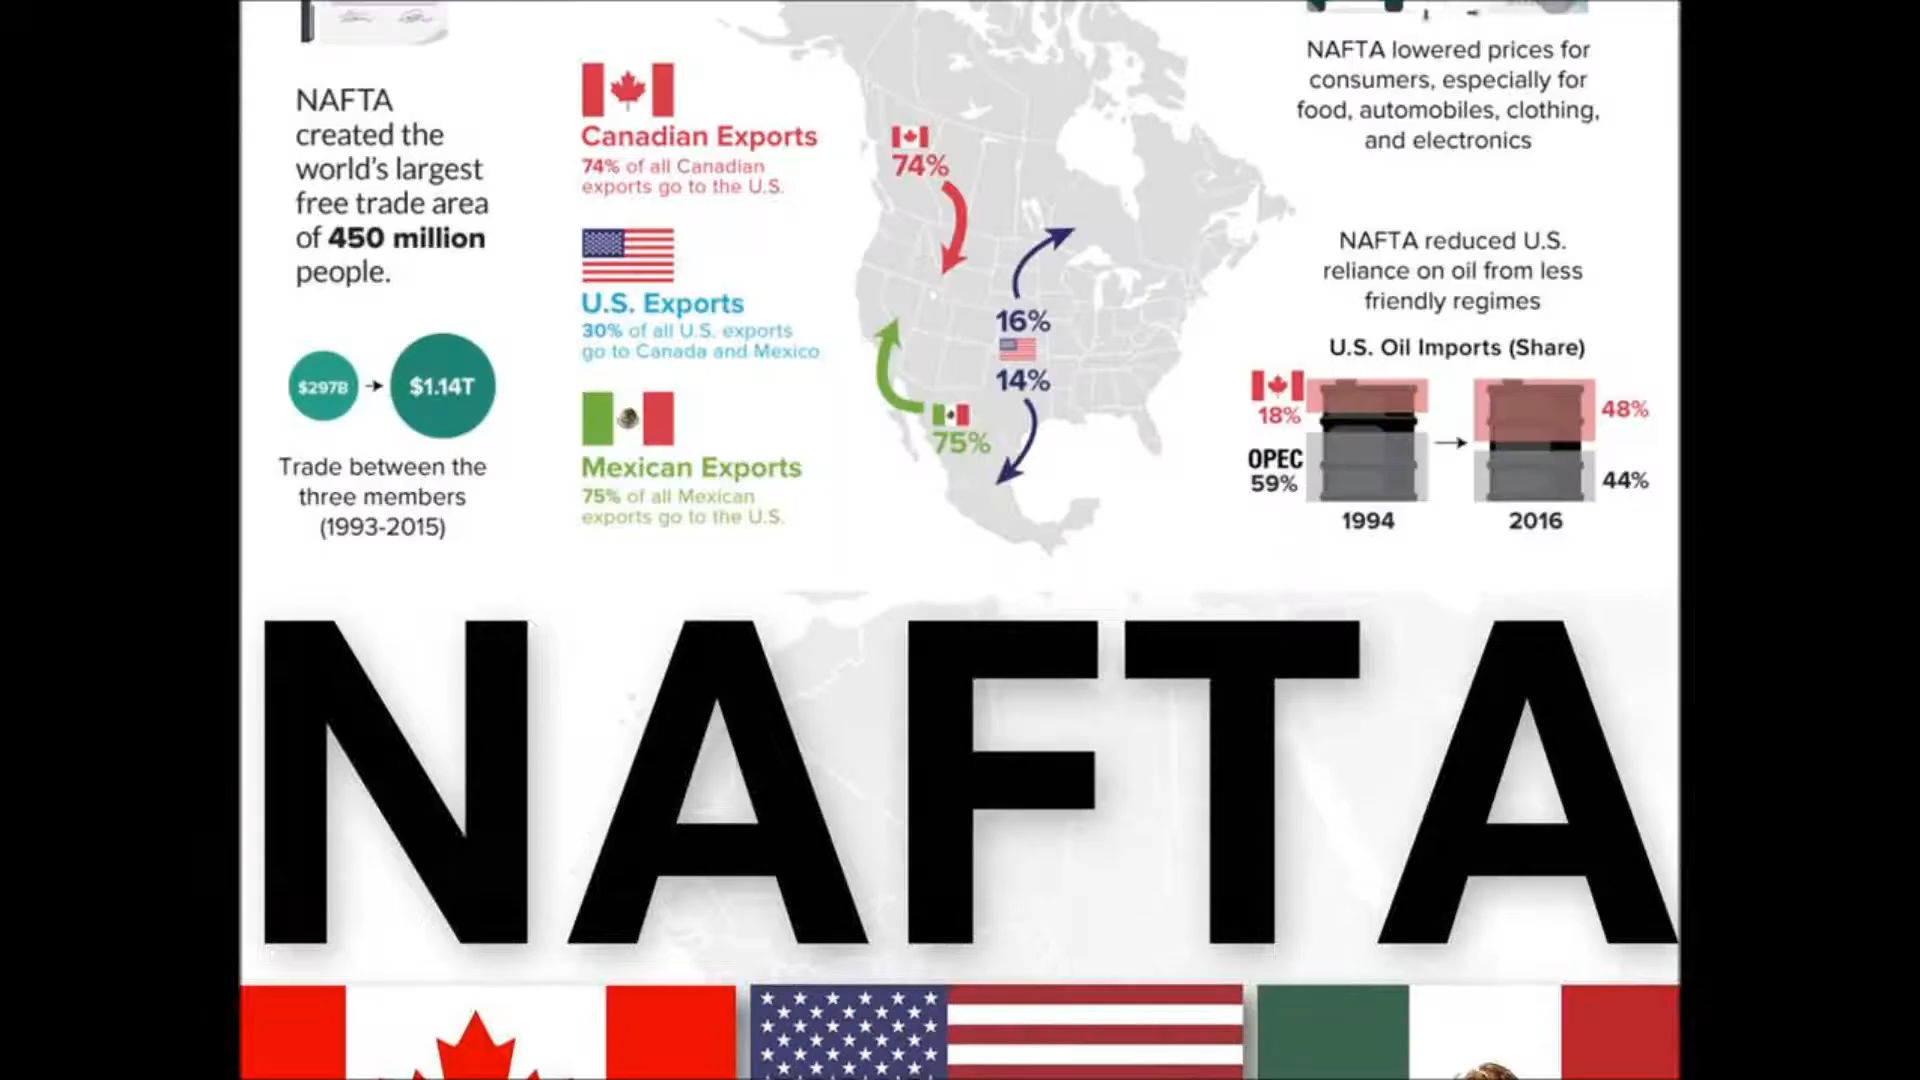 NAFTA
created the
world's largest
free trade area
of 450 million
people.
$297B
$1.14T
Trade between the
three members
(1993-2015)
Canadian Exports
74% of all Canadian
exports go to the U.S.
U.S. Exports
30% of all U.S. exports
go to Canada and Mexico
Mexican Exports
75% of all Mexican
exports go to the U.S.
74%
16%
14%
75%
NAFTA lowered prices for
consumers, especially for
food, automobiles, clothing,
and electronics
NAFTA reduced U.S.
reliance on oil from less
friendly regimes
U.S. Oil Imports (Share)
18%
OPEC
59%
1994
48%
44%
2016
NAFTA